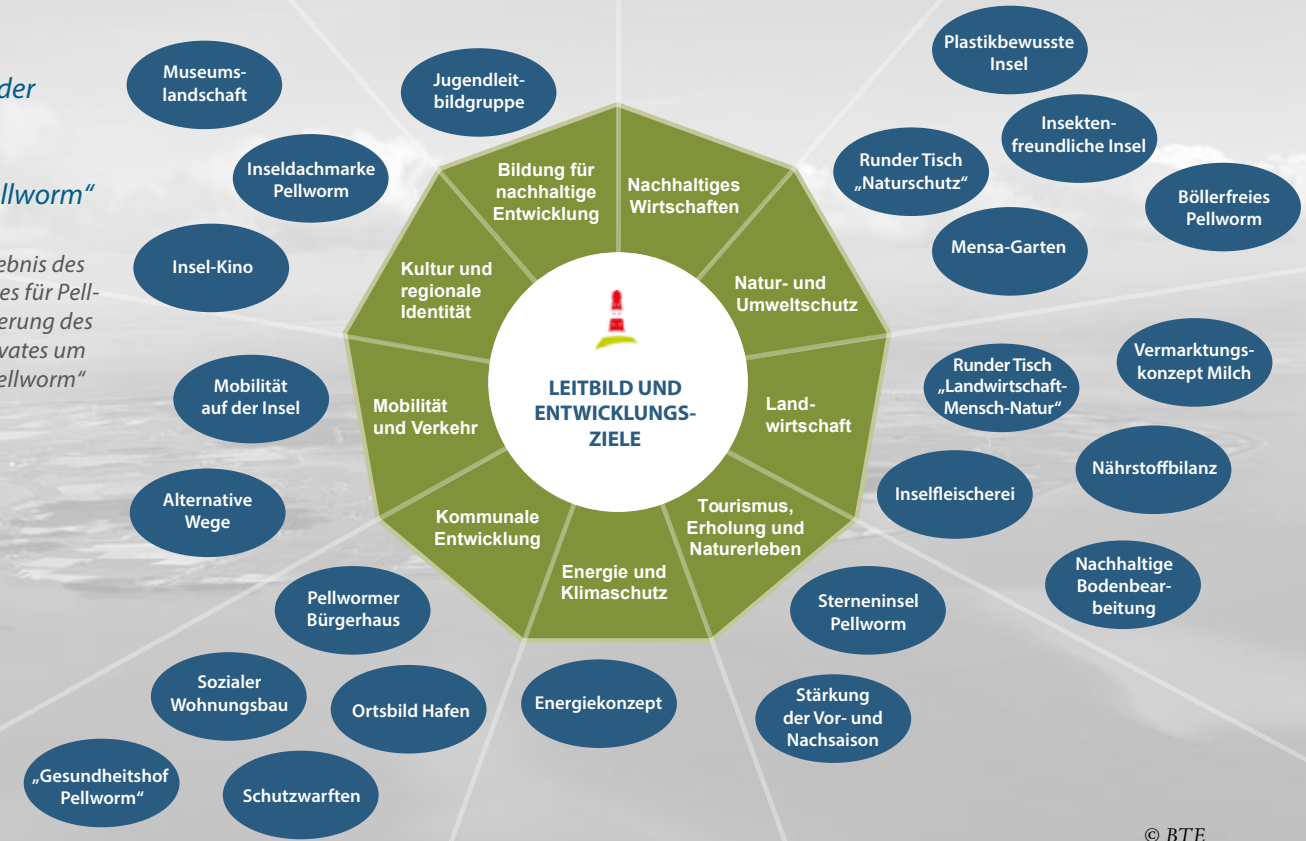 der
llworm“
ebnis des
es für Pell-
erung des
vates um
ellworm“
Museums-
landschaft
Jugendleit-
bildgruppe
Inseldachmarke
Pellworm
Insel-Kino
Mobilität
auf der Insel
Alternative
Wege
Pellwormer
Bürgerhaus
Sozialer
Wohnungsbau
Ortsbild Hafen
„Gesundheitshof
Pellworm“
Schutzwarften
Bildung für
nachhaltige
Entwicklung
Nachhaltiges
Wirtschaften
Kultur und
regionale
Identität
Natur- und
Umweltschutz
Mobilität
und Verkehr
Land-
wirtschaft
Kommunale
Entwicklung
Energie und
Klimaschutz
Tourismus,
Erholung und
Naturerleben
LEITBILD UND
ENTWICKLUNGS-
ZIELE
Energiekonzept
Plastikbewusste
Insel
Insekten-
freundliche Insel
Runder Tisch
„Naturschutz“
Böllerfreies
Pellworm
Mensa-Garten
Runder Tisch
„Landwirtschaft-
Mensch-Natur“
Vermarktungs-
konzept Milch
Nährstoffbilanz
Inselfleischerei
Nachhaltige
Bodenbear-
beitung
Sterneninsel
Pellworm
Stärkung
der Vor- und
Nachsaison
© BTE